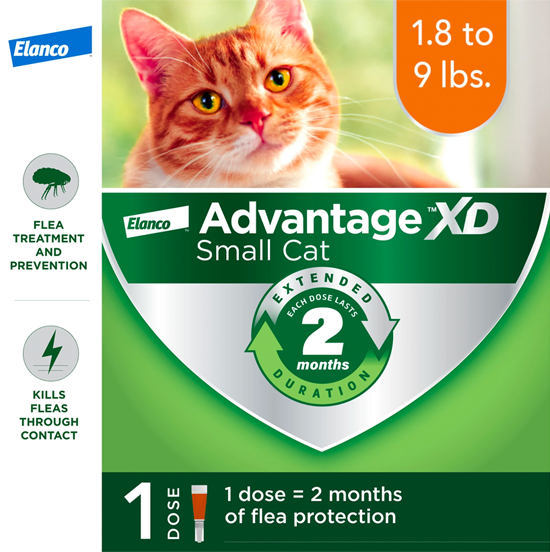 Elanco
1.8 to
9 lbs.
FLEA
TREATMENT
AND
PREVENTION
KILLS
FLEAS
THROUGH
CONTACT
Elanco
Advantage™ XD
Small Cat
EXTENDED
EACH DOSE LASTS
2
months
DURATION
1 DOSE
1 dose = 2 months
of flea protection